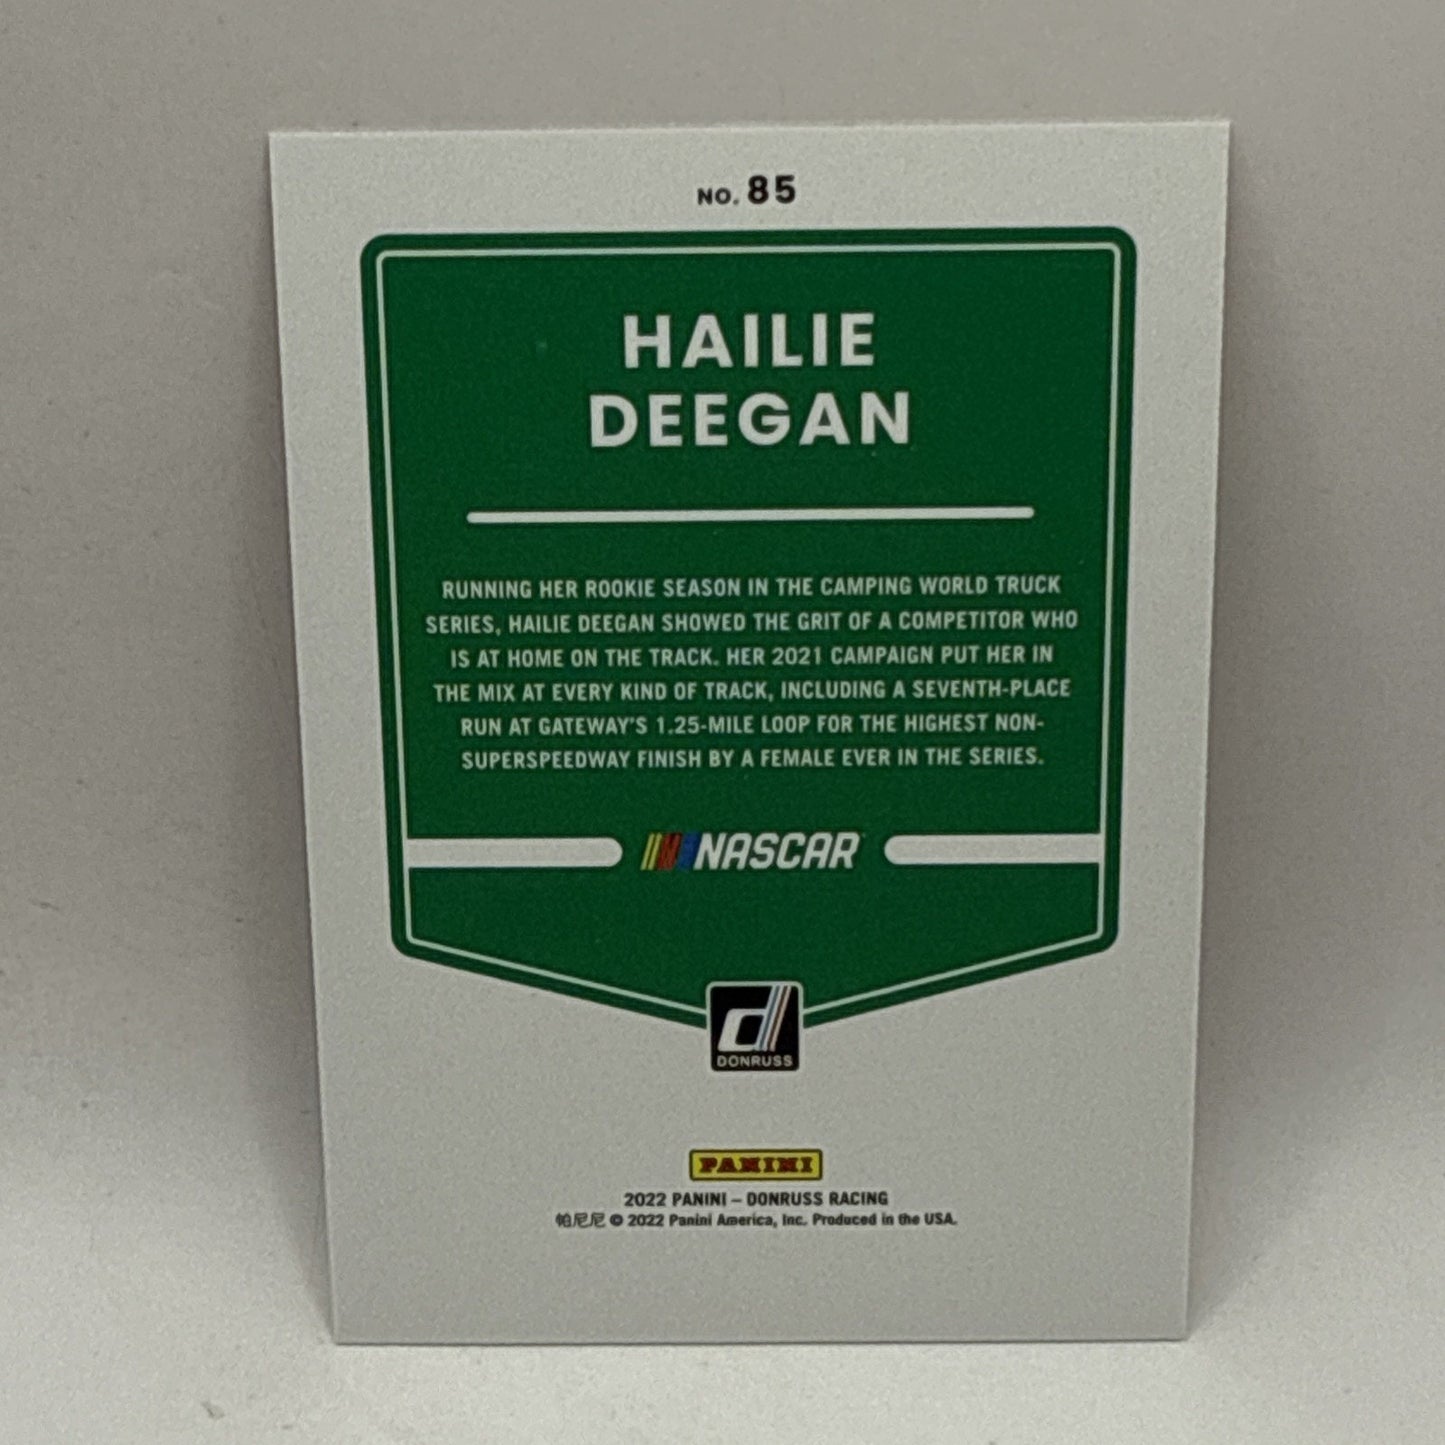 NO. 85
HAILIE
DEEGAN
RUNNING HER ROOKIE SEASON IN THE CAMPING WORLD TRUCK
SERIES, HAILIE DEEGAN SHOWED THE GRIT OF A COMPETITOR WHO
IS AT HOME ON THE TRACK. HER 2021 CAMPAIGN PUT HER IN
THE MIX AT EVERY KIND OF TRACK, INCLUDING A SEVENTH-PLACE
RUN AT GATEWAY'S 1.25-MILE LOOP FOR THE HIGHEST NON-
SUPERSPEEDWAY FINISH BY A FEMALE EVER IN THE SERIES.
NASCAR
d
DONRUSS
PANINI
2022 PANINI – DONRUSS RACING
帕尼尼 © 2022 Panini America, Inc. Produced in the USA.